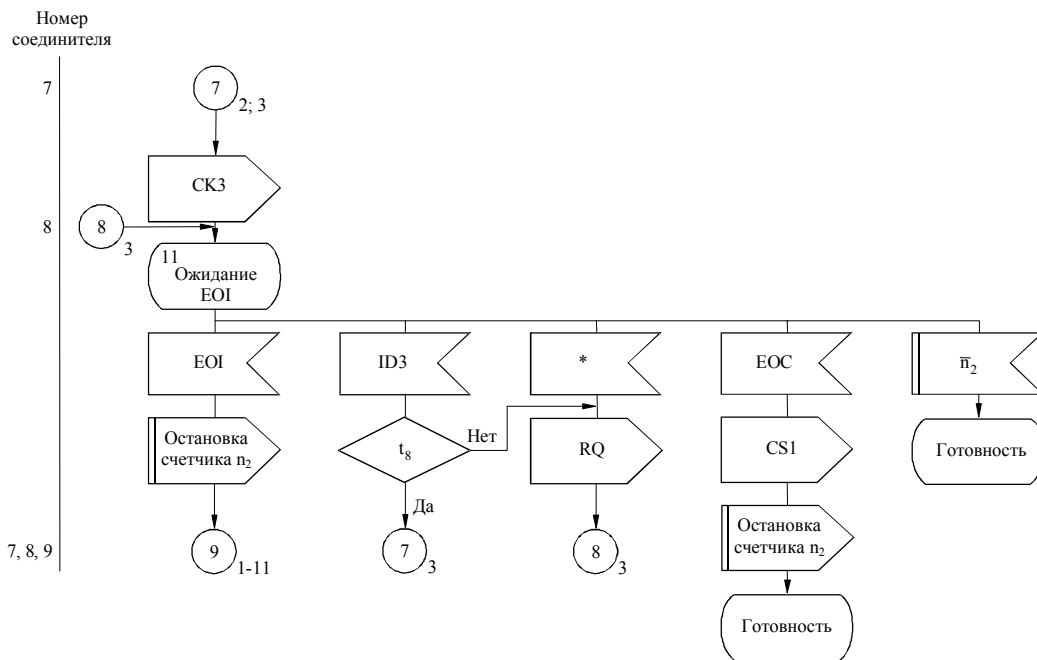 Номер
соединителя
7
7
2; 3
СК3
8
8
3
11
Ожидание
EOI
EOI
ID3
*
EOC
n̅₂
Остановка
счетчика n₂
t₈
Нет
RQ
CS1
Готовность
Да
7, 8, 9
9
1-11
7
3
8
3
Остановка
счетчика n₂
Готовность